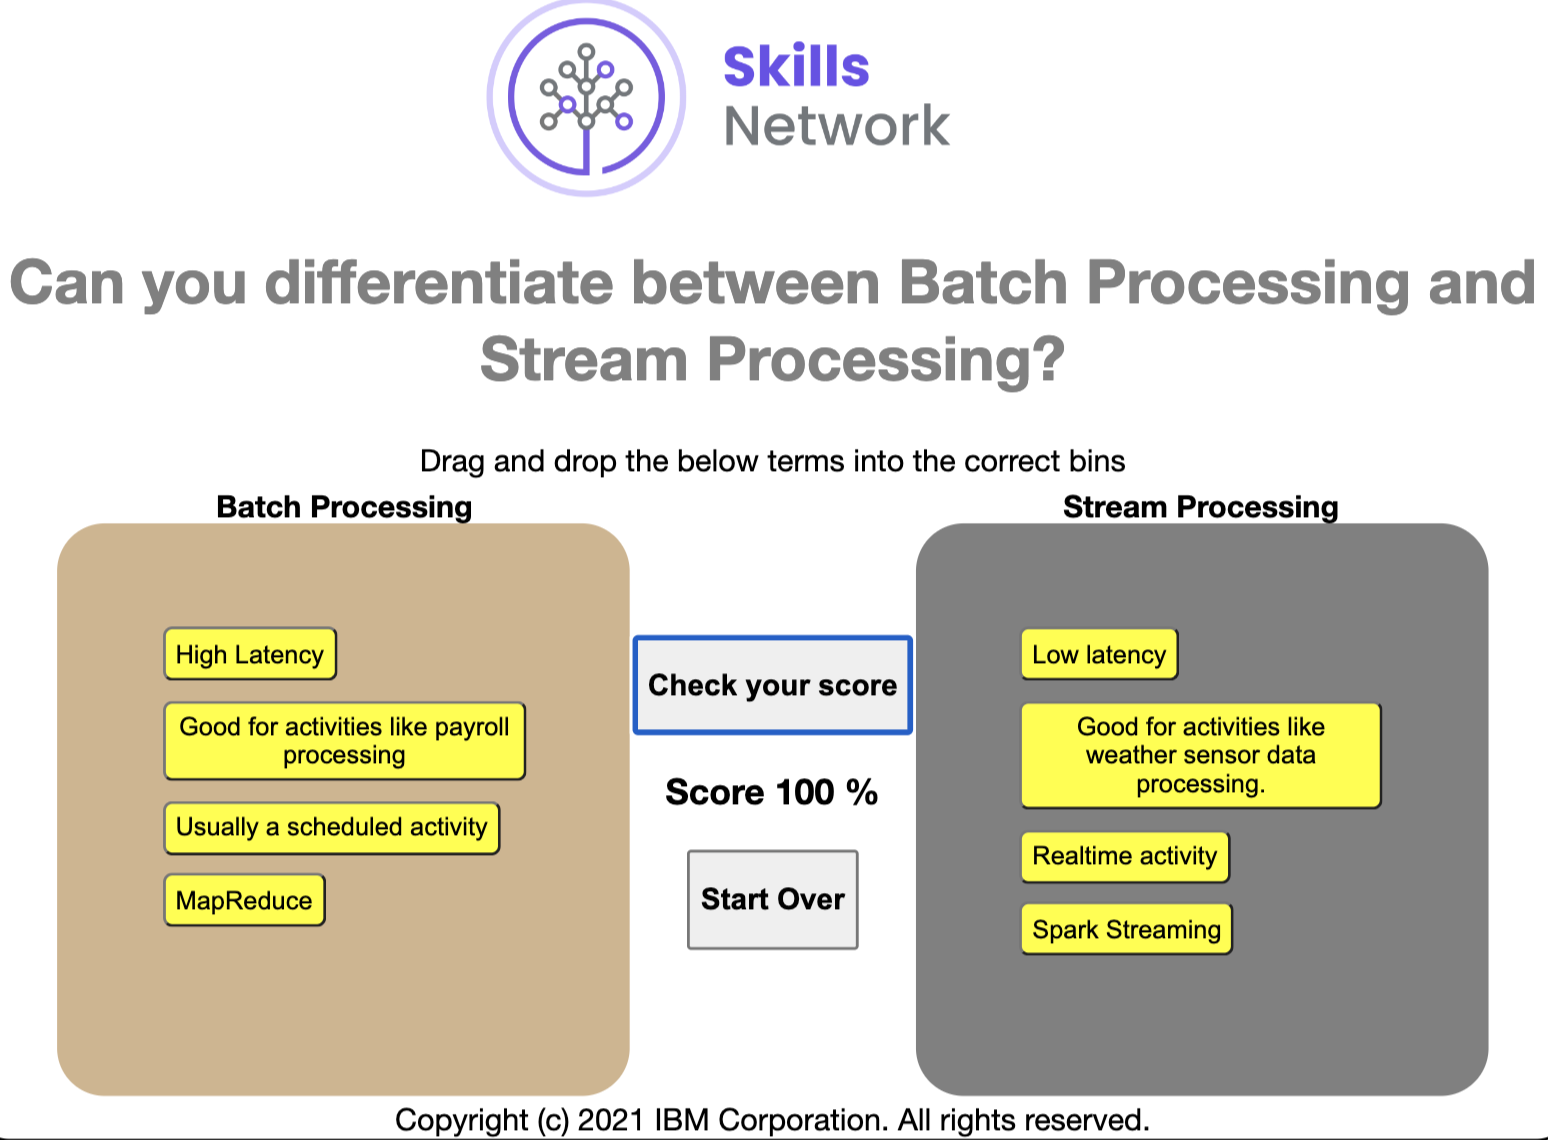 Skills
Network
Can you differentiate between Batch Processing and
Stream Processing?
Drag and drop the below terms into the correct bins
Batch Processing
High Latency
Good for activities like payroll
processing
Usually a scheduled activity
MapReduce
Check your score
Score 100 %
Start Over
Stream Processing
Low latency
Good for activities like
weather sensor data
processing.
Realtime activity
Spark Streaming
Copyright (c) 2021 IBM Corporation. All rights reserved.